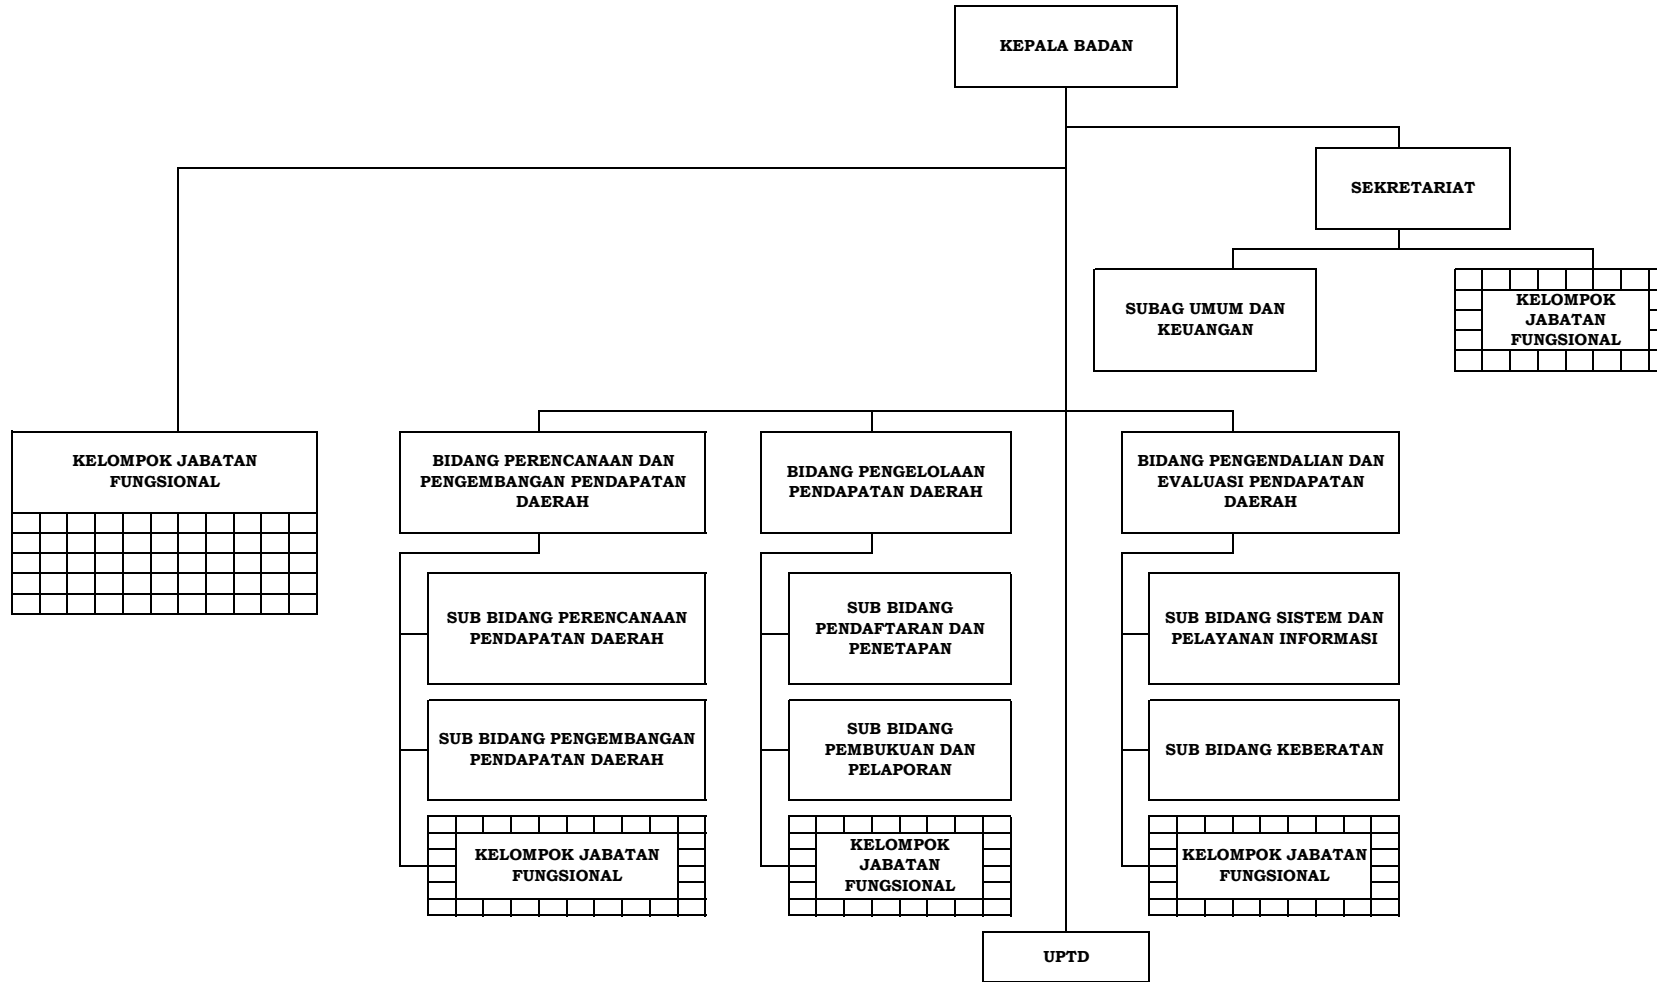 KEPALA BADAN
SEKRETARIAT
SUBAG UMUM DAN
KEUANGAN
KELOMPOK
JABATAN
FUNGSIONAL
KELOMPOK JABATAN
FUNGSIONAL
BIDANG PERENCANAAN DAN
PENGEMBANGAN PENDAPATAN
DAERAH
BIDANG PENGELOLAAN
PENDAPATAN DAERAH
BIDANG PENGENDALIAN DAN
EVALUASI PENDAPATAN
DAERAH
SUB BIDANG PERENCANAAN
PENDAPATAN DAERAH
SUB BIDANG
PENDAFTARAN DAN
PENETAPAN
SUB BIDANG SISTEM DAN
PELAYANAN INFORMASI
SUB BIDANG PENGEMBANGAN
PENDAPATAN DAERAH
SUB BIDANG
PEMBUKUAN DAN
PELAPORAN
SUB BIDANG KEBERATAN
KELOMPOK JABATAN
FUNGSIONAL
KELOMPOK
JABATAN
FUNGSIONAL
KELOMPOK JABATAN
FUNGSIONAL
UPTD